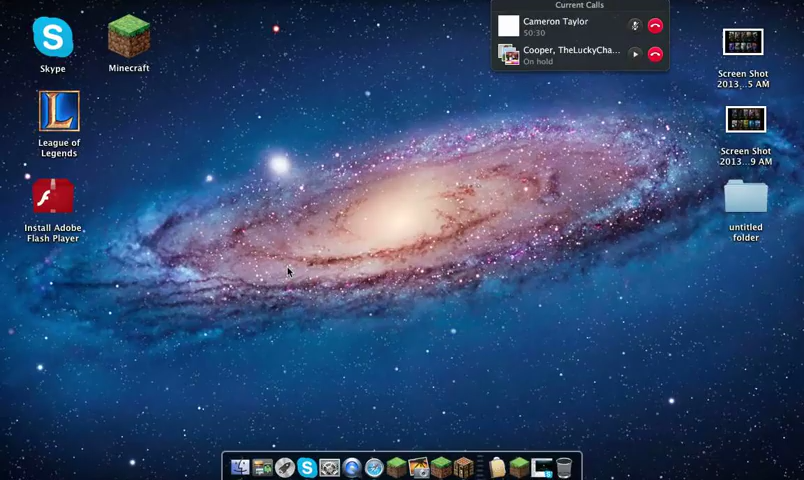 Current Calls
Cameron Taylor
50:30
Cooper, TheLuckyCha...
On hold
Skype
Minecraft
League of
Legends
Install Adobe
Flash Player
Screen Shot
2013...5 AM
Screen Shot
2013...9 AM
untitled
folder